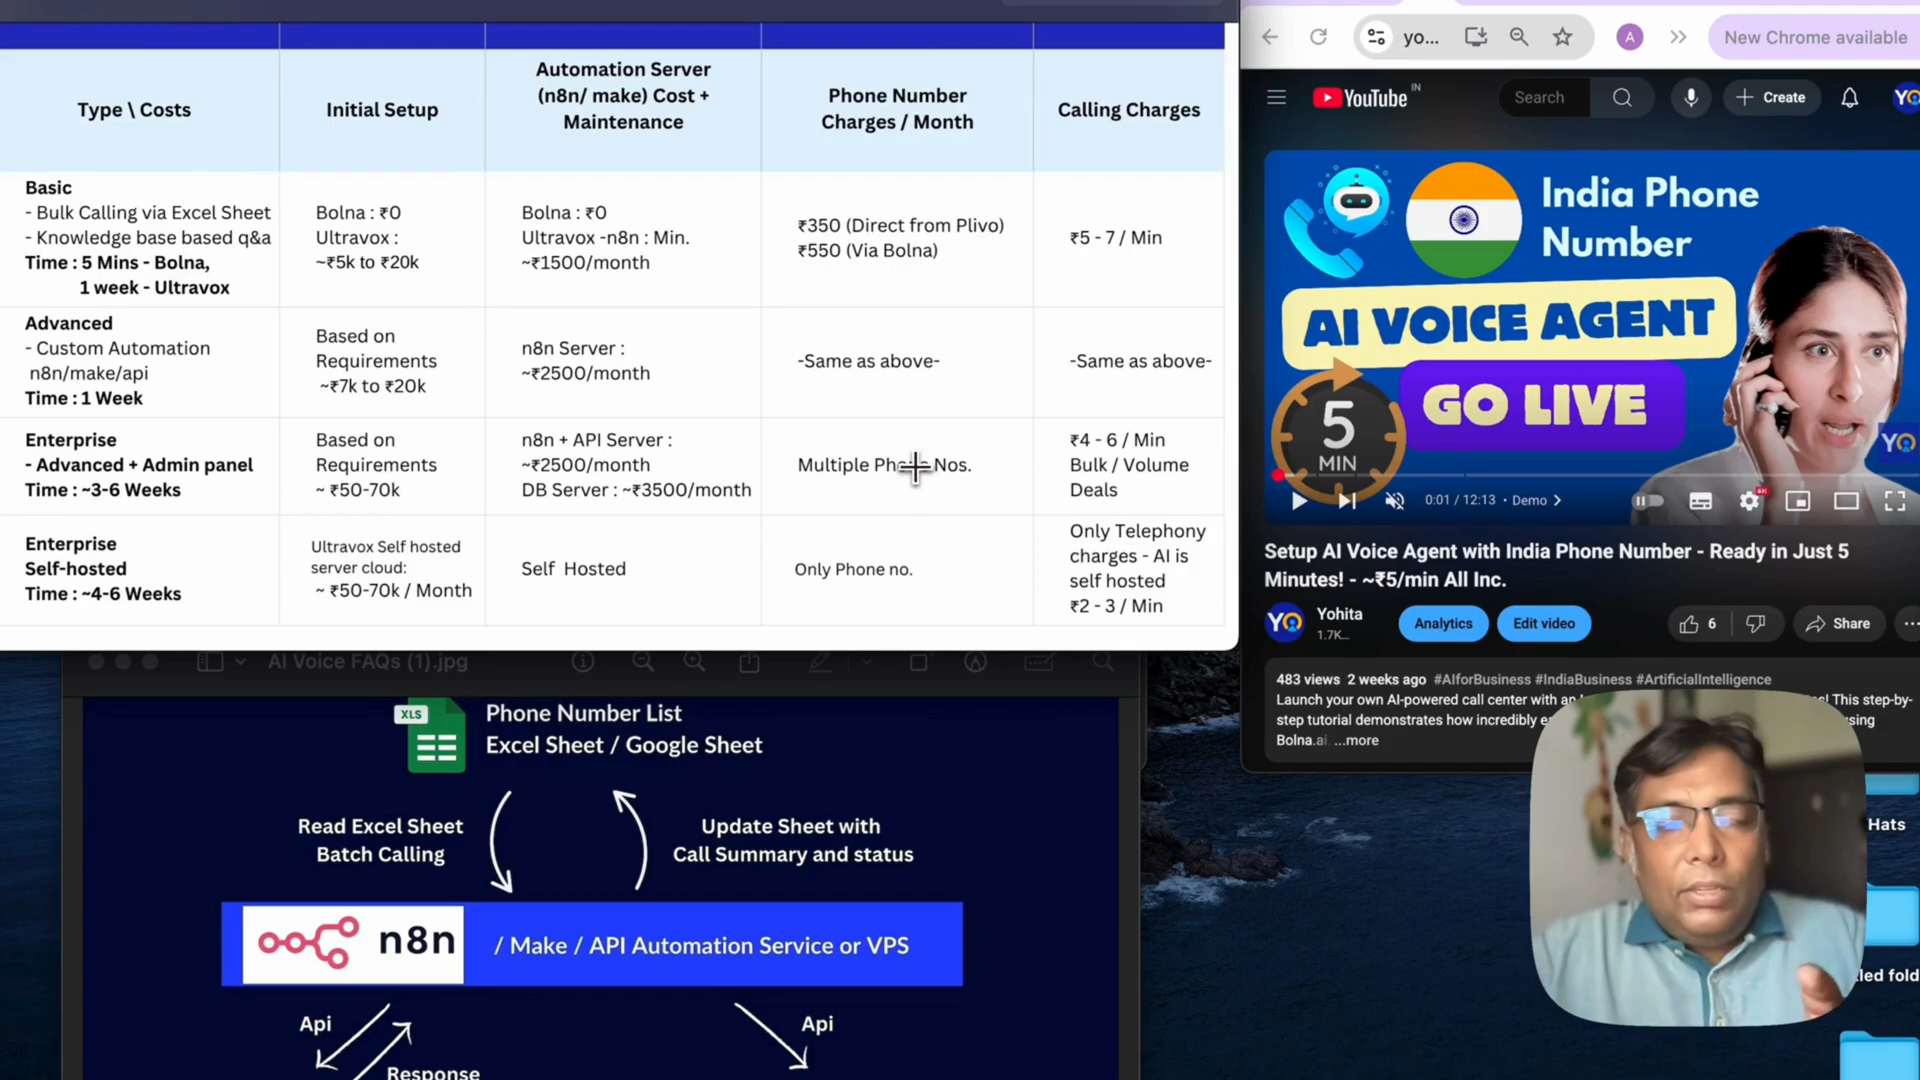 Type \ Costs
Initial Setup
Automation Server
(n8n/ make) Cost +
Maintenance
Phone Number
Charges / Month
Calling Charges
Basic
- Bulk Calling via Excel Sheet
- Knowledge base based q&a
Time : 5 Mins - Bolna,
1 week - Ultravox
Bolna : ₹0
Ultravox :
~₹5k to ₹20k
Bolna : ₹0
Ultravox -n8n : Min.
~₹1500/month
₹350 (Direct from Plivo)
₹550 (Via Bolna)
₹5 - 7 / Min
Advanced
- Custom Automation
n8n/make/api
Time : 1 Week
Based on
Requirements
~₹7k to ₹20k
n8n Server :
~₹2500/month
-Same as above-
-Same as above-
Enterprise
- Advanced + Admin panel
Time : ~3-6 Weeks
Based on
Requirements
~ ₹50-70k
n8n + API Server :
~₹2500/month
DB Server : ~₹3500/month
Multiple Phone Nos.
₹4 - 6 / Min
Bulk / Volume
Deals
Enterprise
Self-hosted
Time : ~4-6 Weeks
Ultravox Self hosted
server cloud:
~ ₹50-70k / Month
Self Hosted
Only Phone no.
Only Telephony
charges - AI is
self hosted
₹2 - 3 / Min
AI Voice FAQs (1).jpg
XLS
Phone Number List
Excel Sheet / Google Sheet
Read Excel Sheet
Batch Calling
Update Sheet with
Call Summary and status
n8n
/ Make / API Automation Service or VPS
Api
Api
Response
yo...
A
New Chrome available
YouTube
IN
Search
Create
YO
India Phone
Number
AI VOICE AGENT
GO LIVE
5
MIN
YO
0:01 / 12:13 • Demo
Setup AI Voice Agent with India Phone Number - Ready in Just 5
Minutes! - ~₹5/min All Inc.
YO
Yohita
1.7K...
Analytics
Edit video
6
Share
483 views 2 weeks ago #AIforBusiness #IndiaBusiness #ArtificialIntelligence
Launch your own AI-powered call center with an
This step-by-
step tutorial demonstrates how incredibly
using
Bolna.ai. ...more
Hats
led fold